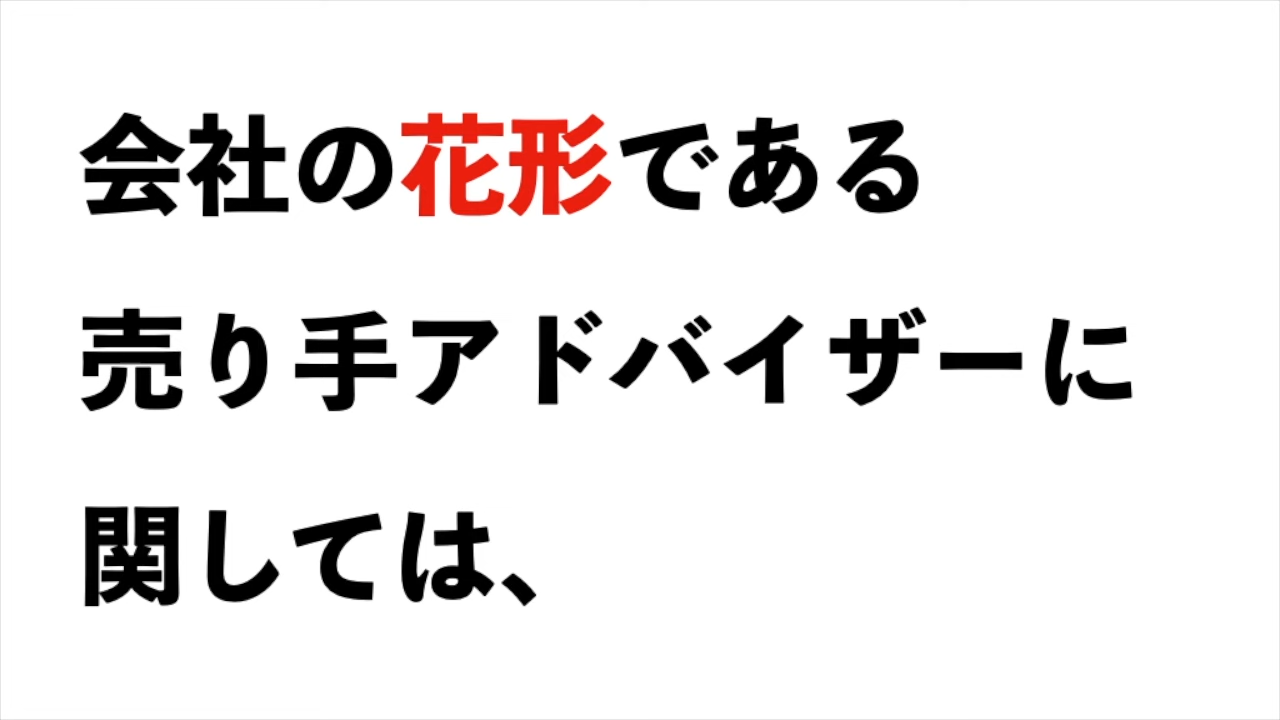 会社の花形である
売り手アドバイザーに
関しては、